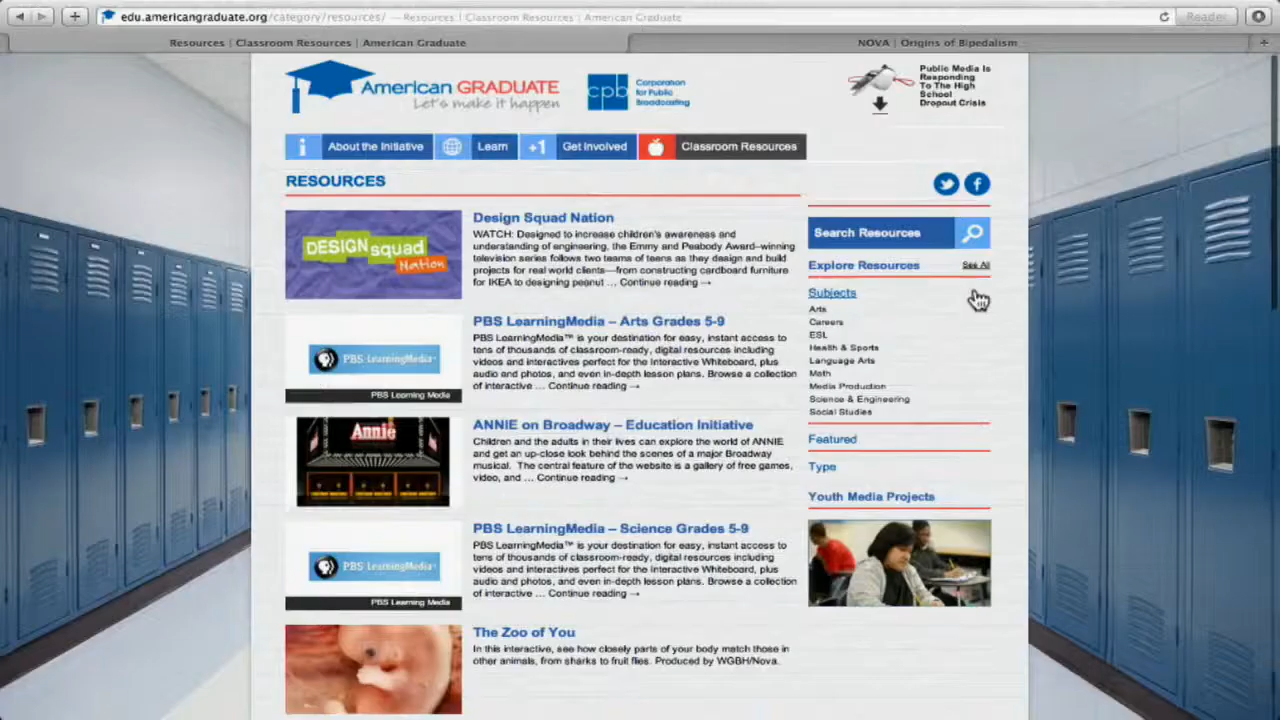 edu.americangraduate.org/category/resources/ — Resources | Classroom Resources | American Graduate
Reader
Resources | Classroom Resources | American Graduate
NOVA | Origins of Bipedalism
American GRADUATE
Let's make it happen
cpb
Corporation
for Public
Broadcasting
Public Media Is
Responding
To The High
School
Dropout Crisis
About the Initiative
Learn
+1
Get Involved
Classroom Resources
RESOURCES
DESIGN squad
Nation
Design Squad Nation
WATCH: Designed to increase children's awareness and
understanding of engineering, the Emmy and Peabody Award–winning
television series follows two teams of teens as they design and build
projects for real world clients—from constructing cardboard furniture
for IKEA to designing peanut ... Continue reading →
PBS LearningMedia™
PBS Learning Media
PBS LearningMedia – Arts Grades 5-9
PBS LearningMedia™ is your destination for easy, instant access to
tens of thousands of classroom-ready, digital resources including
videos and interactives perfect for the Interactive Whiteboard, plus
audio and photos, and even in-depth lesson plans. Browse a collection
of interactive ... Continue reading →
Annie
ANNIE on Broadway – Education Initiative
Children and the adults in their lives can explore the world of ANNIE
and get an up-close look behind the scenes of a major Broadway
musical. The central feature of the website is a gallery of free games,
video, and ... Continue reading →
PBS LearningMedia™
PBS Learning Media
PBS LearningMedia – Science Grades 5-9
PBS LearningMedia™ is your destination for easy, instant access to
tens of thousands of classroom-ready, digital resources including
videos and interactives perfect for the Interactive Whiteboard, plus
audio and photos, and even in-depth lesson plans. Browse a collection
of interactive ... Continue reading →
The Zoo of You
In this interactive, see how closely parts of your body match those in
other animals, from sharks to fruit flies. Produced by WGBH/Nova.
Search Resources
Explore Resources
See All
Subjects
Arts
Careers
ESL
Health & Sports
Language Arts
Math
Media Production
Science & Engineering
Social Studies
Featured
Type
Youth Media Projects